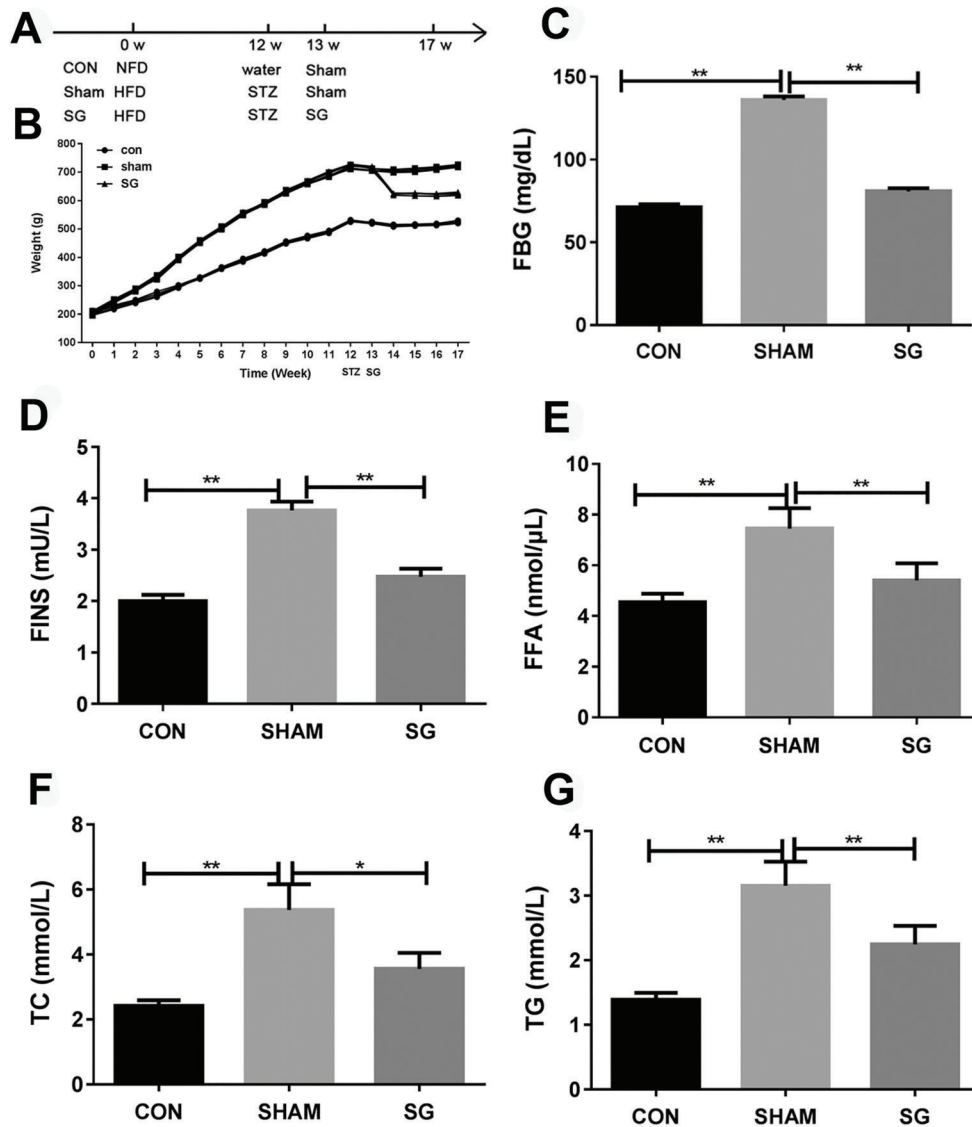 A
0 w 12 w 13 w 17 w
CON NFD water Sham
Sham HFD STZ Sham
SG HFD STZ SG
B
con
sham
SG
800
700
600
500
400
300
200
100
Weight (g)
0 1 2 3 4 5 6 7 8 9 10 11 12 13 14 15 16 17
Time (Week) STZ SG
C
** **
150
100
50
0
FBG (mg/dL)
CON SHAM SG
D
** **
5
4
3
2
1
0
FINS (mU/L)
CON SHAM SG
E
** **
10
8
6
4
2
0
FFA (nmol/μL)
CON SHAM SG
F
** *
8
6
4
2
0
TC (mmol/L)
CON SHAM SG
G
** **
4
3
2
1
0
TG (mmol/L)
CON SHAM SG